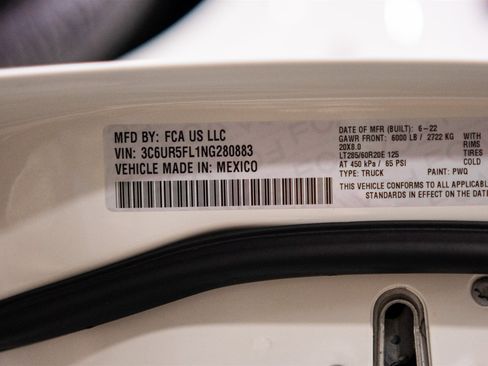 MFD BY: FCA US LLC
VIN: 3C6UR5FL1NG280883
VEHICLE MADE IN: MEXICO
DATE OF MFR (BUILT): 6-22
GAWR FRONT: 6000 LB / 2722 KG WITH
20X8.0 RIMS
LT285/60R20E 125 TIRES
AT 450 kPa / 65 PSI COLD
TYPE: TRUCK PAINT: PWQ
THIS VEHICLE CONFORMS TO ALL APPLICABL
STANDARDS IN EFFECT ON THE DATE